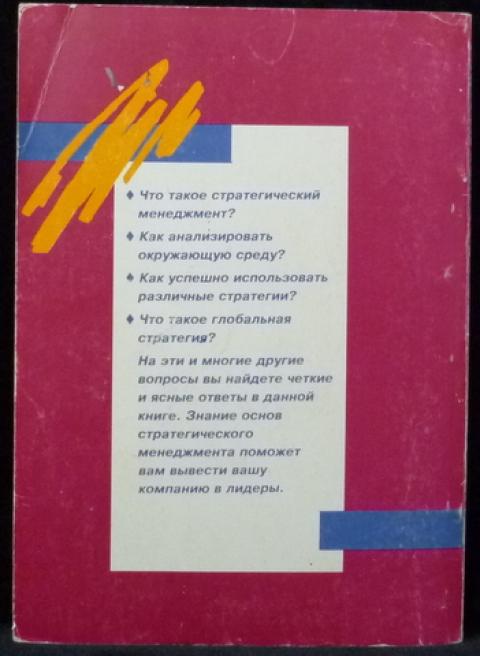 ♦ Что такое стратегический
менеджмент?
♦ Как анализировать
окружающую среду?
♦ Как успешно использовать
различные стратегии?
♦ Что такое глобальная
стратегия?
На эти и многие другие
вопросы вы найдете четкие
и ясные ответы в данной
книге. Знание основ
стратегического
менеджмента поможет
вам вывести вашу
компанию в лидеры.